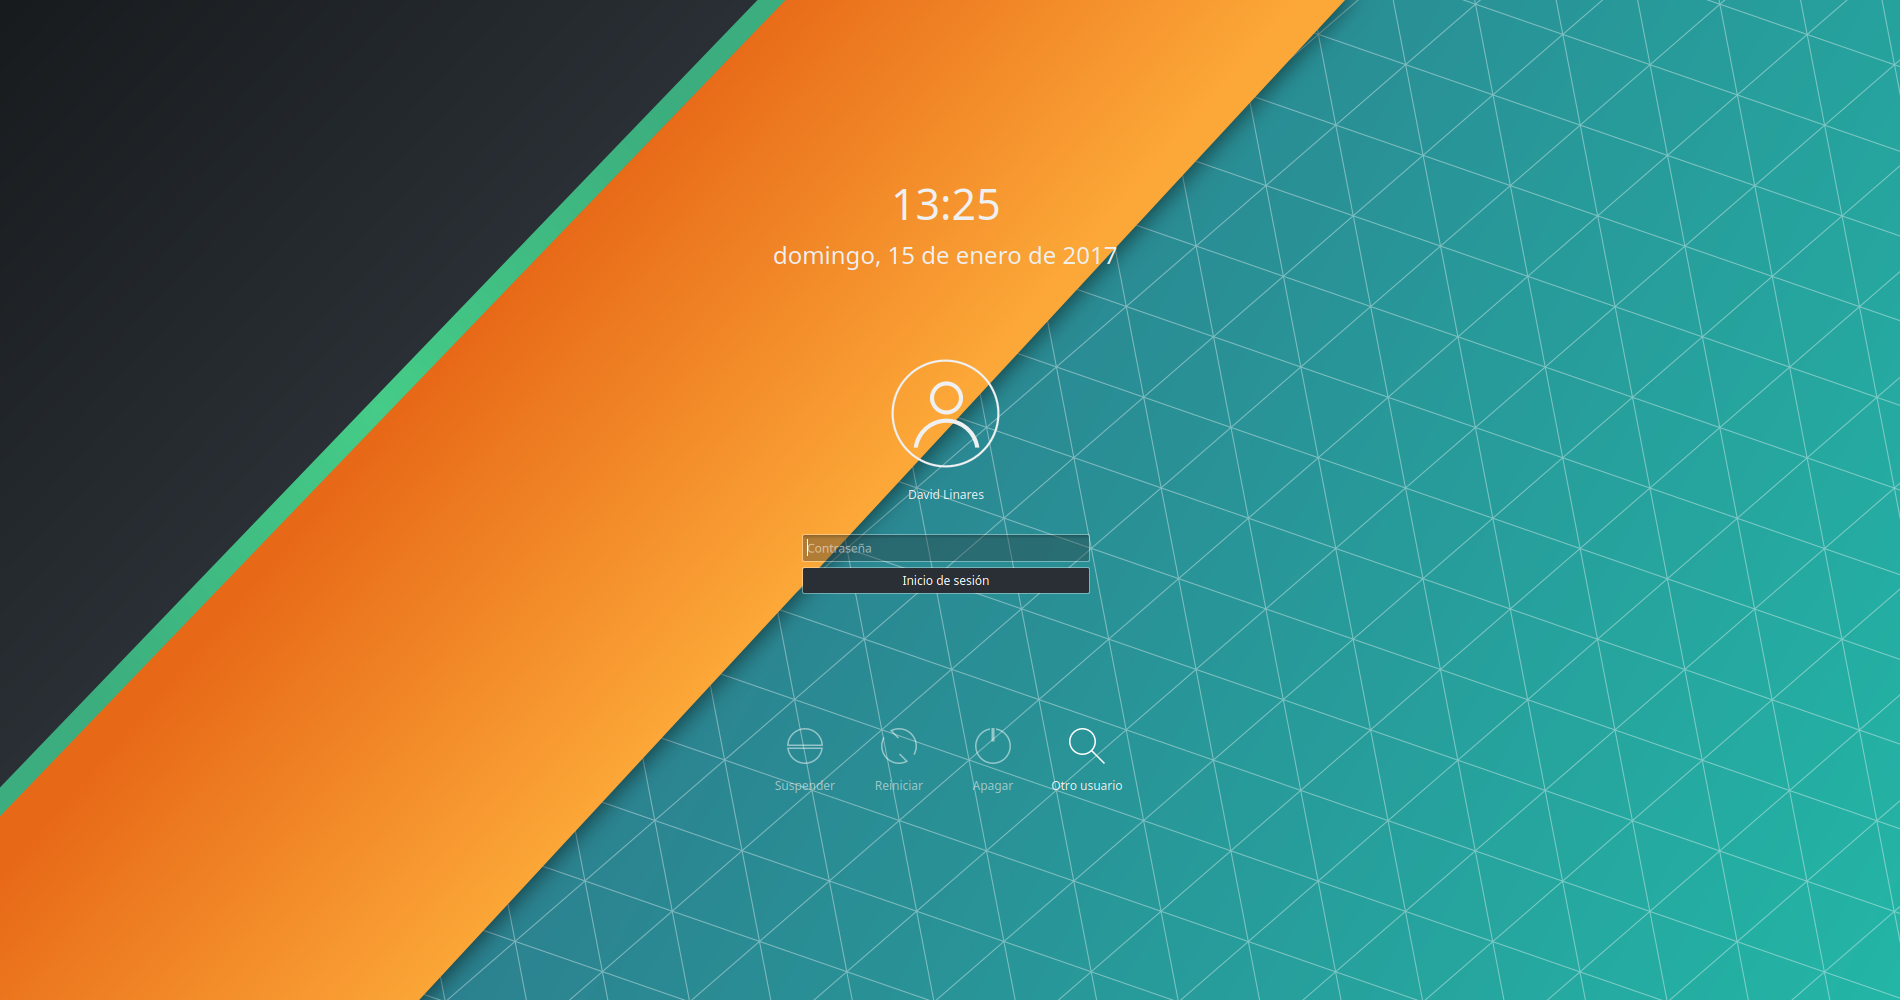 13:25
domingo, 15 de enero de 2017
David Linares
Contraseña
Inicio de sesión
Suspender
Reiniciar
Apagar
Otro usuario